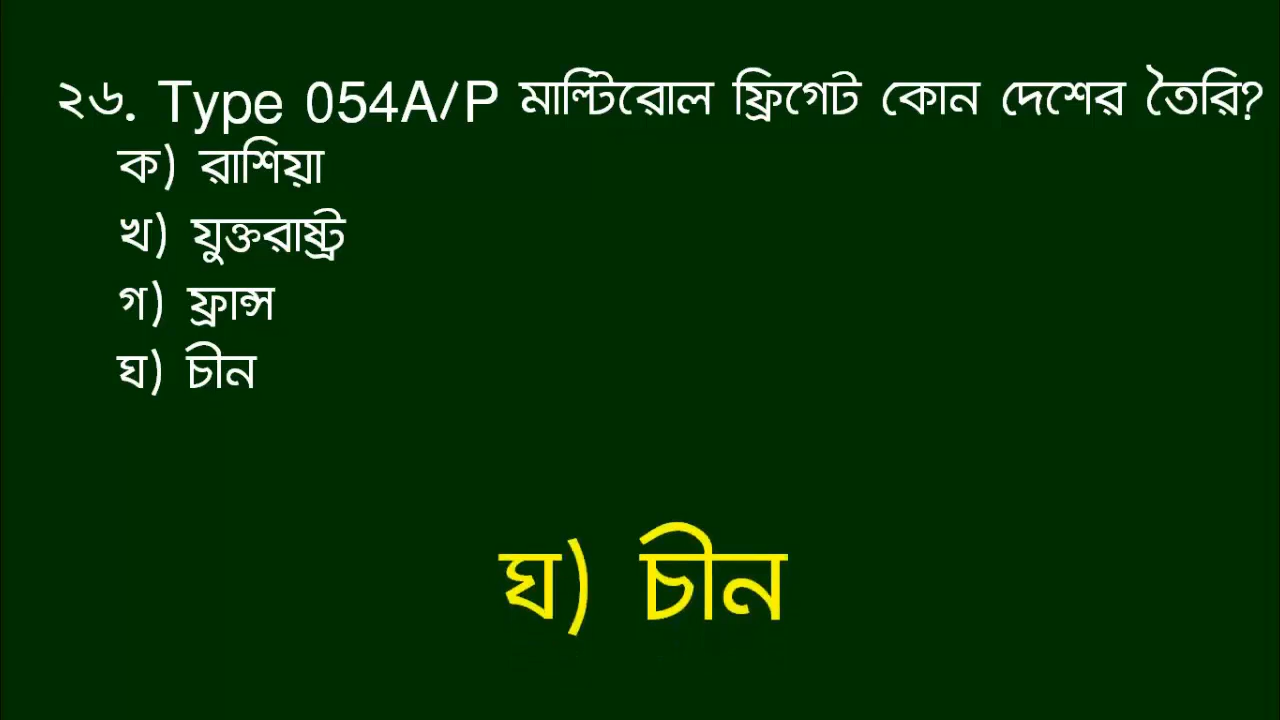 ২৬. Type 054A/P মাল্টিরোল ফ্রিগেট কোন দেশের তৈরি?
ক) রাশিয়া
খ) যুক্তরাষ্ট্র
গ) ফ্রান্স
ঘ) চীন
ঘ) চীন